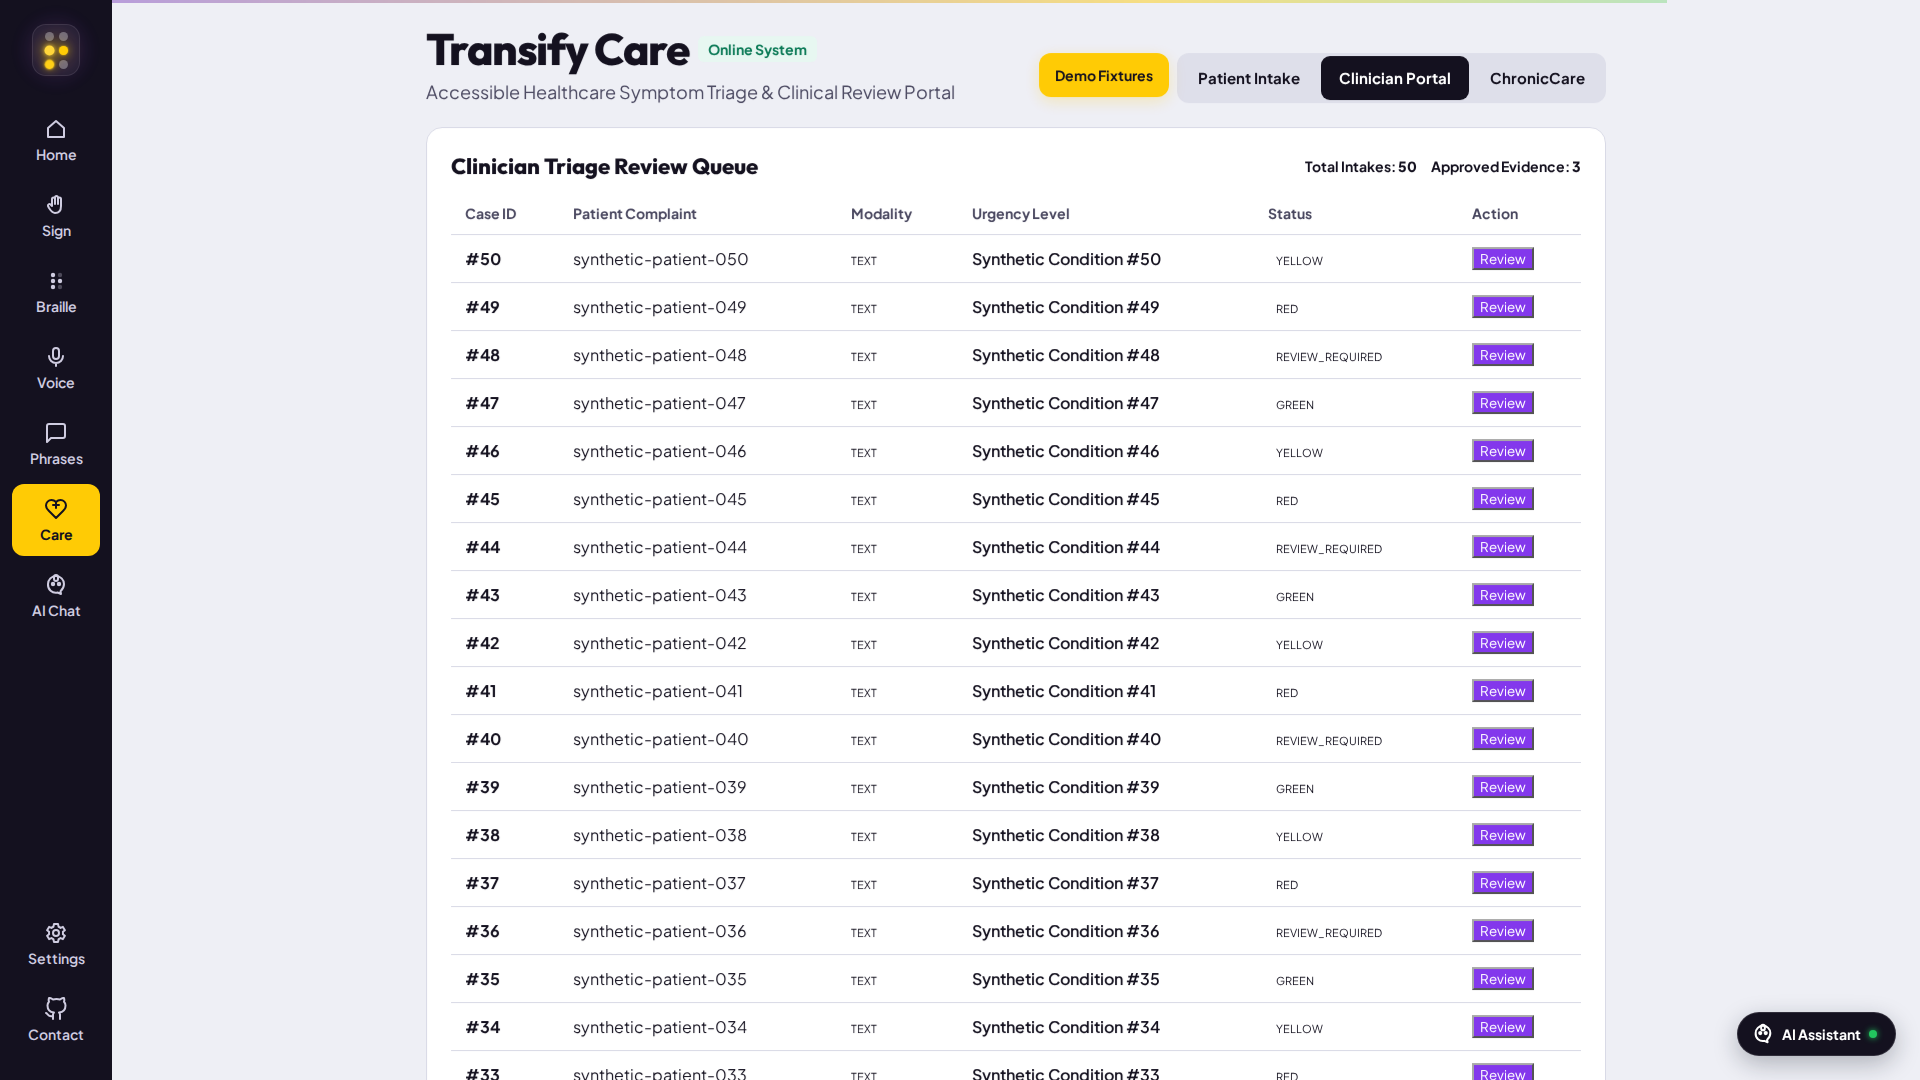 Home
Sign
Braille
Voice
Phrases
Care
AI Chat
Settings
Contact
Transify Care Online System
Accessible Healthcare Symptom Triage & Clinical Review Portal
Demo Fixtures Patient Intake Clinician Portal ChronicCare
Clinician Triage Review Queue Total Intakes: 50 Approved Evidence: 3
Case ID Patient Complaint Modality Urgency Level Status Action
#50 synthetic-patient-050 TEXT Synthetic Condition #50 YELLOW Review
#49 synthetic-patient-049 TEXT Synthetic Condition #49 RED Review
#48 synthetic-patient-048 TEXT Synthetic Condition #48 REVIEW_REQUIRED Review
#47 synthetic-patient-047 TEXT Synthetic Condition #47 GREEN Review
#46 synthetic-patient-046 TEXT Synthetic Condition #46 YELLOW Review
#45 synthetic-patient-045 TEXT Synthetic Condition #45 RED Review
#44 synthetic-patient-044 TEXT Synthetic Condition #44 REVIEW_REQUIRED Review
#43 synthetic-patient-043 TEXT Synthetic Condition #43 GREEN Review
#42 synthetic-patient-042 TEXT Synthetic Condition #42 YELLOW Review
#41 synthetic-patient-041 TEXT Synthetic Condition #41 RED Review
#40 synthetic-patient-040 TEXT Synthetic Condition #40 REVIEW_REQUIRED Review
#39 synthetic-patient-039 TEXT Synthetic Condition #39 GREEN Review
#38 synthetic-patient-038 TEXT Synthetic Condition #38 YELLOW Review
#37 synthetic-patient-037 TEXT Synthetic Condition #37 RED Review
#36 synthetic-patient-036 TEXT Synthetic Condition #36 REVIEW_REQUIRED Review
#35 synthetic-patient-035 TEXT Synthetic Condition #35 GREEN Review
#34 synthetic-patient-034 TEXT Synthetic Condition #34 YELLOW Review
#33 synthetic-patient-033 TEXT Synthetic Condition #33 RED Review
AI Assistant